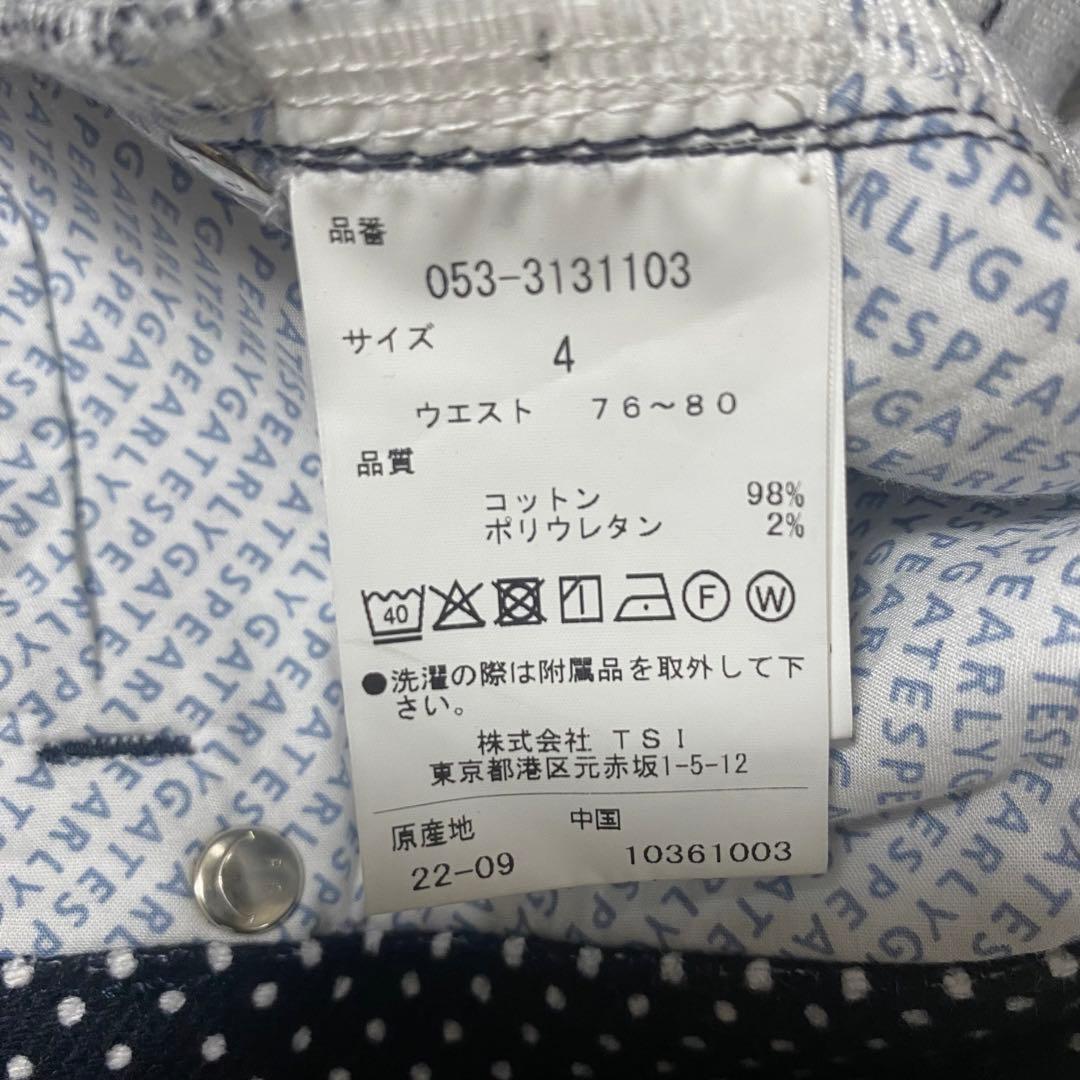 品番
053-3131103
サイズ
4
ウエスト 76～80
品質
コットン 98%
ポリウレタン 2%
40 F W
●洗濯の際は附属品を取外して下
さい。
株式会社 TSI
東京都港区元赤坂1-5-12
原産地 中国
22-09 10361003
PEARLYGATES